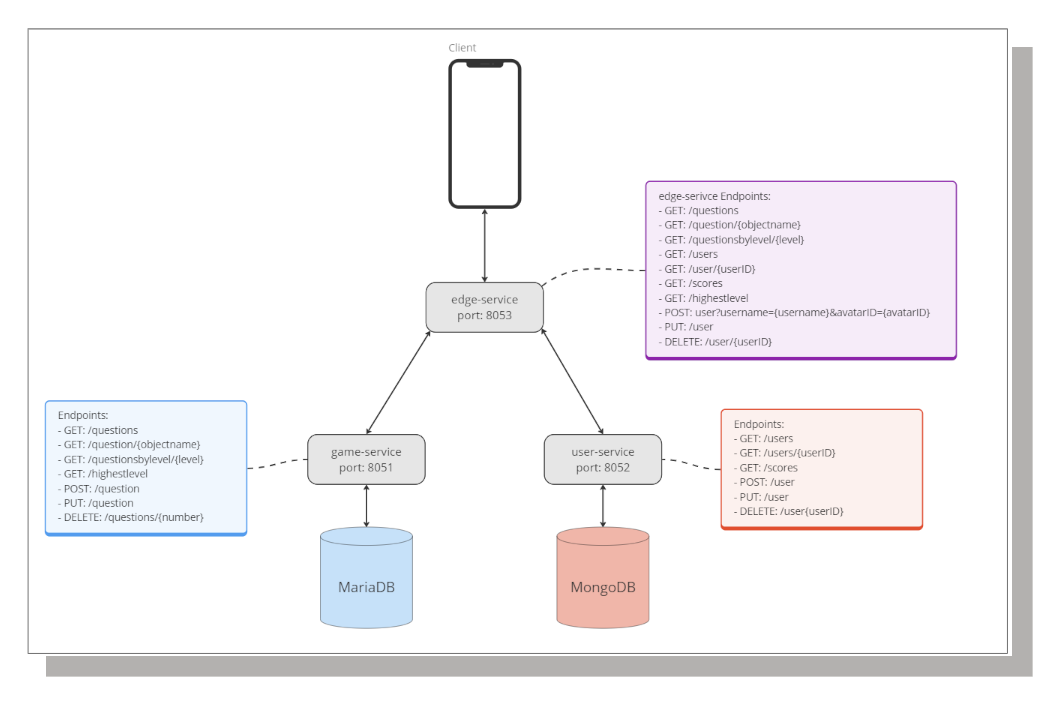 Client
edge-serivce Endpoints:
- GET: /questions
- GET: /question/{objectname}
- GET: /questionsbylevel/{level}
- GET: /users
- GET: /user/{userID}
- GET: /scores
- GET: /highestlevel
- POST: user?username={username}&avatarID={avatarID}
- PUT: /user
- DELETE: /user/{userID}
edge-service
port: 8053
Endpoints:
- GET: /questions
- GET: /question/{objectname}
- GET: /questionsbylevel/{level}
- GET: /highestlevel
- POST: /question
- PUT: /question
- DELETE: /questions/{number}
game-service
port: 8051
user-service
port: 8052
Endpoints:
- GET: /users
- GET: /users/{userID}
- GET: /scores
- POST: /user
- PUT: /user
- DELETE: /user{userID}
MariaDB
MongoDB